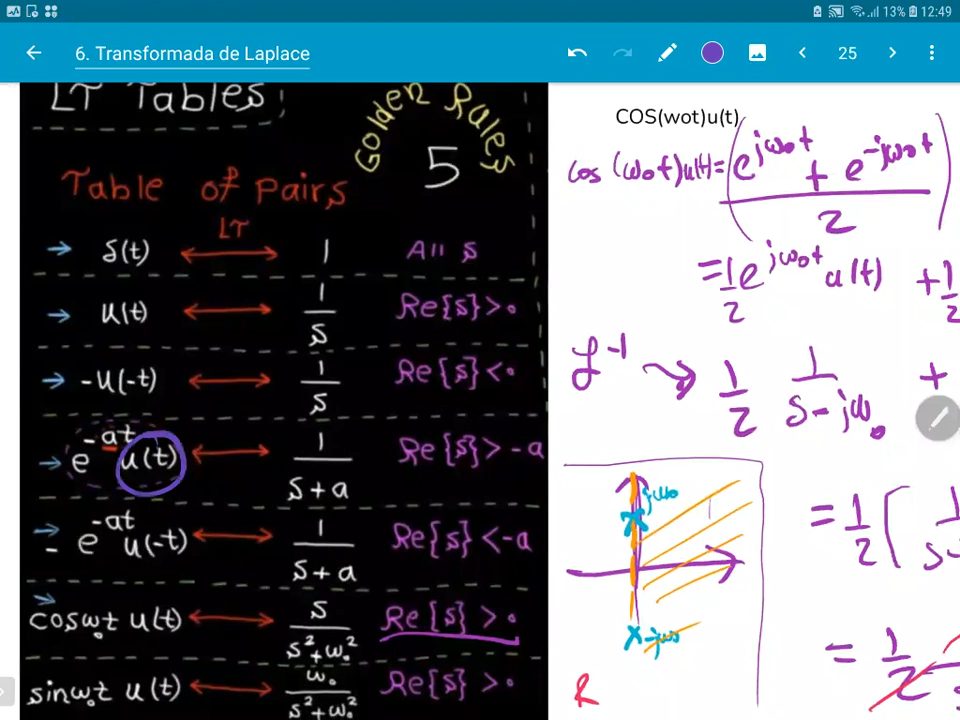 13% 12:49
6. Transformada de Laplace
25
LT Tables;
Golden Rules
5
Table of Pairs
LT
δ(t) 1 All s
u(t) 1/s Re{s}>0
-u(-t) 1/s Re{s}<0
e^-at u(t) 1/(s+a) Re{s}>-a
- e^-at u(-t) 1/(s+a) Re{s}<-a
cosω₀t u(t) s/(s²+ω₀²) Re{s}>0
sinω₀t u(t) ω₀/(s²+ω₀²) Re{s}>0
COS(wot)u(t)
cos(ω₀t)u(t)=(e^jω₀t + e^-jω₀t)/2
=1/2 e^jω₀t u(t) + 1/2
ℒ^-1 → 1/2 1/(s-jω₀) +
jω₀
-jω₀
= 1/2 [ 1
= 1/2
R